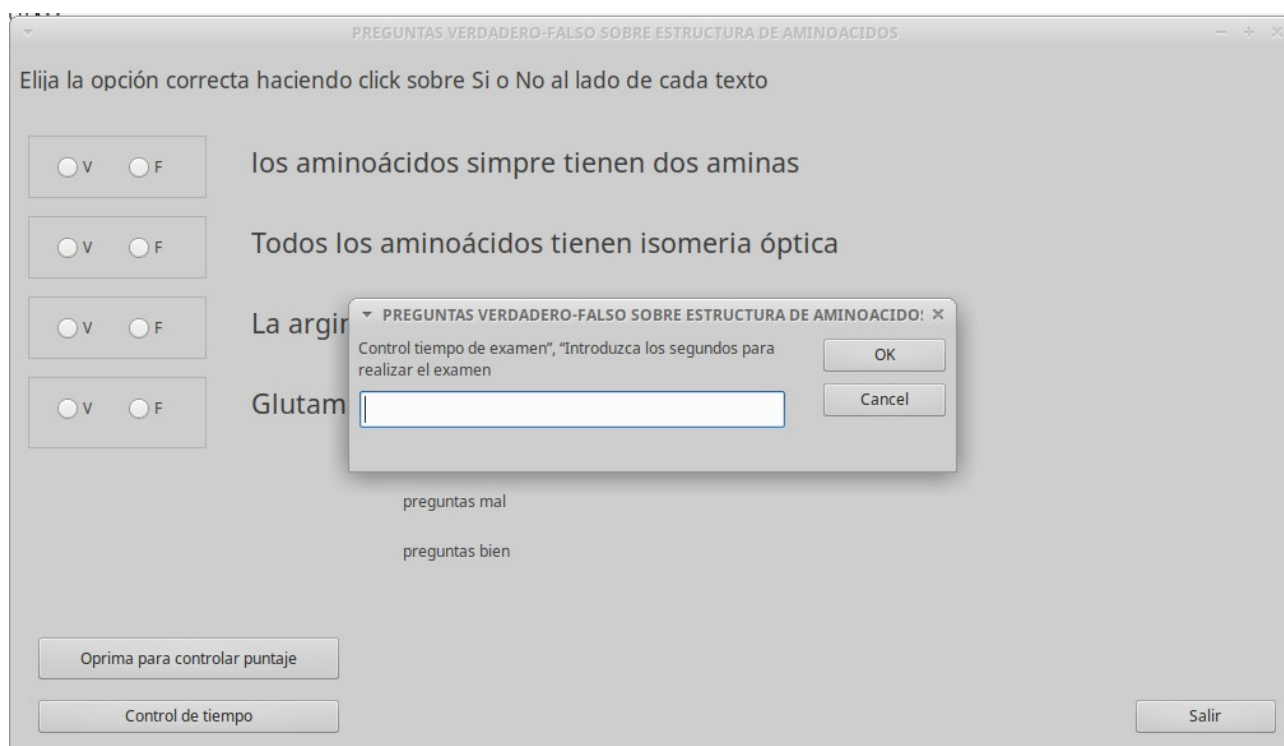 PREGUNTAS VERDADERO-FALSO SOBRE ESTRUCTURA DE AMINOACIDOS
Elija la opción correcta haciendo click sobre Si o No al lado de cada texto
V F los aminoácidos simpre tienen dos aminas
V F Todos los aminoácidos tienen isomeria óptica
V F La argin
V F Glutam
PREGUNTAS VERDADERO-FALSO SOBRE ESTRUCTURA DE AMINOACIDO
Control tiempo de examen”, “Introduzca los segundos para
realizar el examen
OK
Cancel
preguntas mal
preguntas bien
Oprima para controlar puntaje
Control de tiempo
Salir